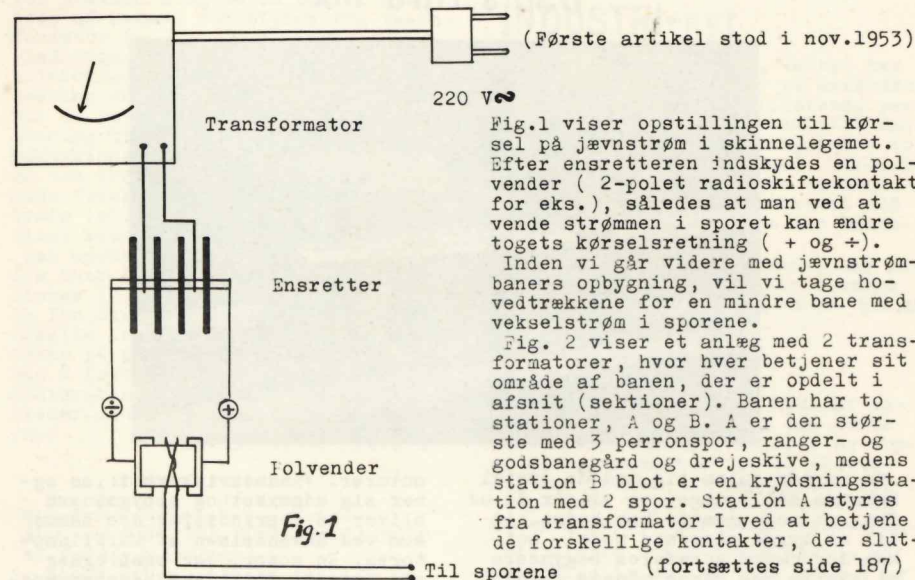 (Første artikel stod i nov.1953)
220 V~
Transformator
Ensretter
÷
+
Polvender
Fig.1
Til sporene
Fig.1 viser opstillingen til kør-
sel på jævnstrøm i skinnelegemet.
Efter ensretteren indskydes en pol-
vender ( 2-polet radioskiftekontakt
for eks.), således at man ved at
vende strømmen i sporet kan ændre
togets kørselsretning ( + og ÷).
Inden vi går videre med jævnstrøm-
baners opbygning, vil vi tage ho-
vedtrækkene for en mindre bane med
vekselstrøm i sporene.
Fig. 2 viser et anlæg med 2 trans-
formatorer, hvor hver betjener sit
område af banen, der er opdelt i
afsnit (sektioner). Banen har to
stationer, A og B. A er den stør-
ste med 3 perronspor, ranger- og
godsbanegård og drejeskive, medens
station B blot er en krydsningssta-
tion med 2 spor. Station A styres
fra transformator I ved at betjene
de forskellige kontakter, der slut-
(fortsættes side 187)